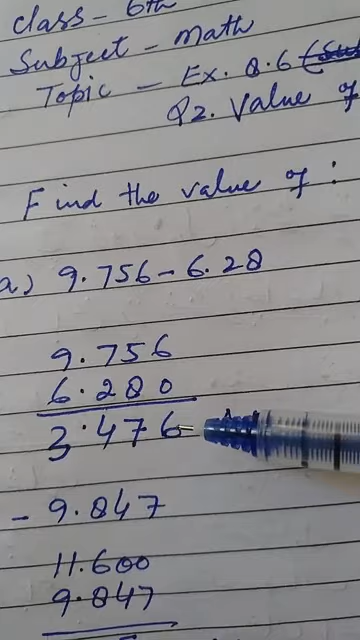 Class - 6th
Subject - Math
Topic - Ex. 8.6
Q2. Value of
Find the value of :
a) 9.756 - 6.28
9.756
6.280
3.476
- 9.847
11.600
9.847